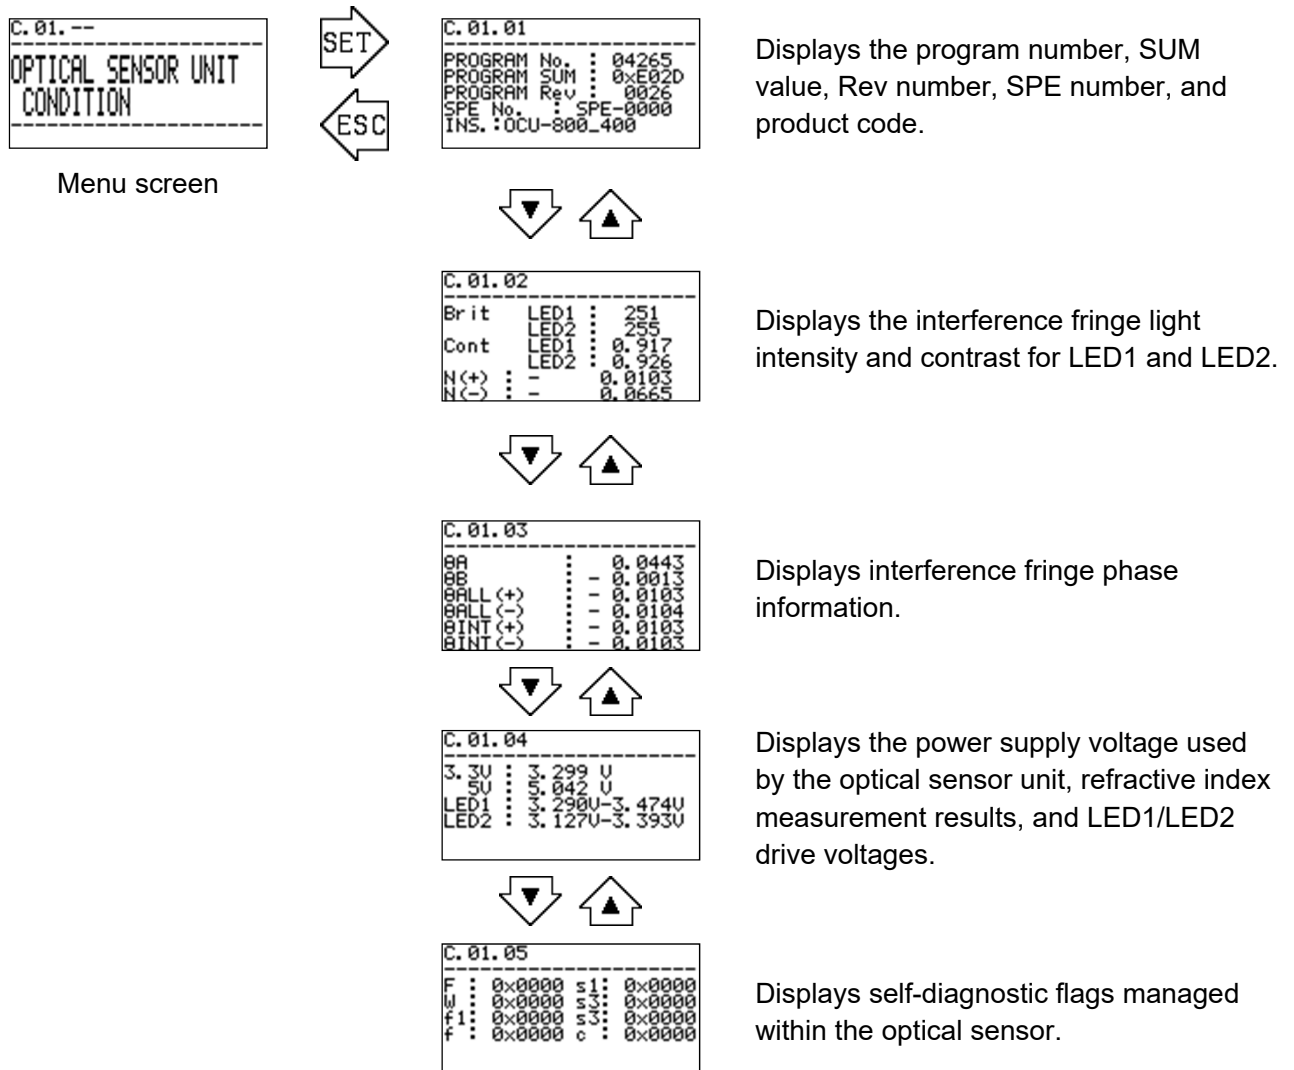 C.01.--
OPTICAL SENSOR UNIT
CONDITION
Menu screen
SET
ESC
C.01.01
PROGRAM No. : 04265
PROGRAM SUM : 0xE02D
PROGRAM Rev : 0026
SPE No. : SPE-0000
INS.:OCU-800_400
Displays the program number, SUM
value, Rev number, SPE number, and
product code.
▼ ▲
C.01.02
Brit LED1 : 251
LED2 : 255
Cont LED1 : 0.917
LED2 : 0.926
N(+) : - 0.0103
N(-) : - 0.0665
Displays the interference fringe light
intensity and contrast for LED1 and LED2.
▼ ▲
C.01.03
θA : 0.0443
θB : - 0.0013
θALL(+) : - 0.0103
θALL(-) : - 0.0104
θINT(+) : - 0.0103
θINT(-) : - 0.0103
Displays interference fringe phase
information.
▼ ▲
C.01.04
3.3V : 3.299 V
5V : 5.042 V
LED1 : 3.290V-3.474V
LED2 : 3.127V-3.393V
Displays the power supply voltage used
by the optical sensor unit, refractive index
measurement results, and LED1/LED2
drive voltages.
▼ ▲
C.01.05
F : 0x0000 s1: 0x0000
W : 0x0000 s3: 0x0000
f1: 0x0000 s3: 0x0000
f : 0x0000 c : 0x0000
Displays self-diagnostic flags managed
within the optical sensor.